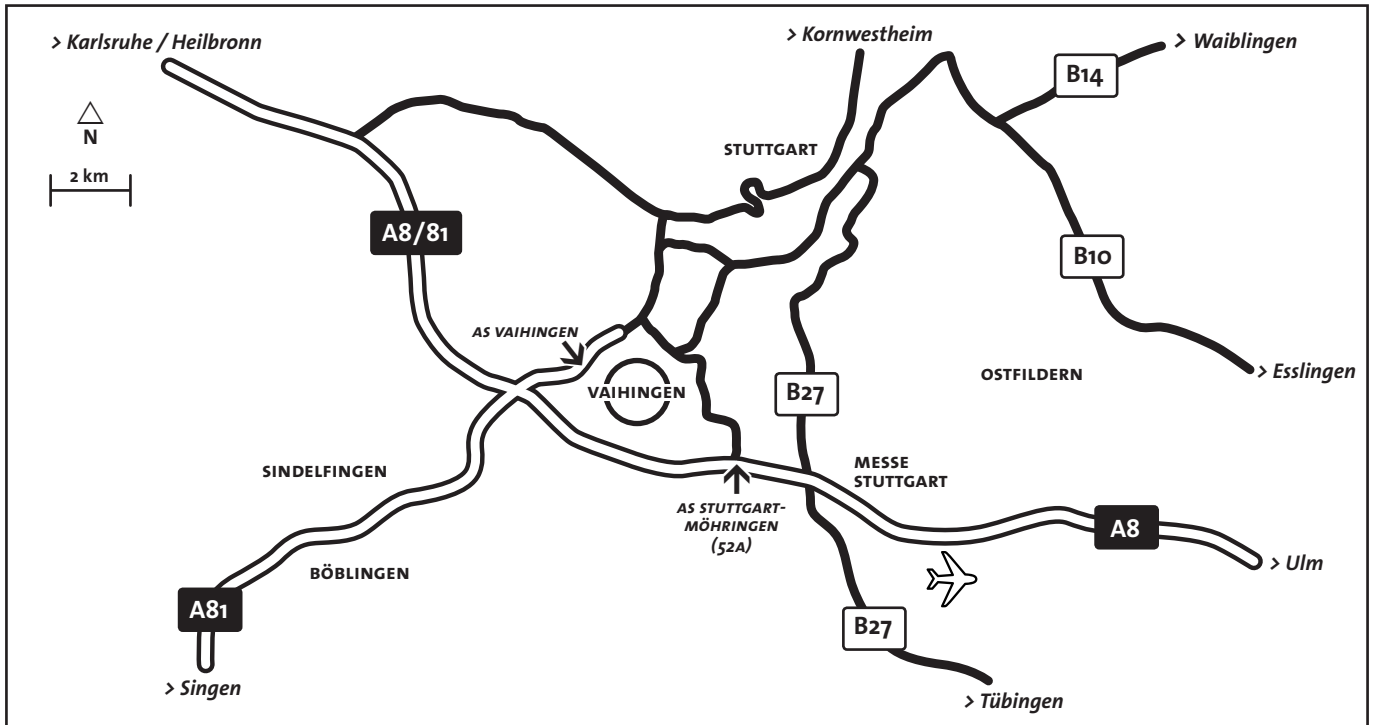 > Karlsruhe / Heilbronn
> Kornwestheim
> Waiblingen
B14
N
2 km
STUTTGART
A8/81
B10
AS VAIHINGEN
VAIHINGEN
OSTFILDERN
> Esslingen
B27
SINDELFINGEN
MESSE
STUTTGART
AS STUTTGART-
MÖHRINGEN
(52A)
A8
> Ulm
BÖBLINGEN
A81
B27
> Singen
> Tübingen